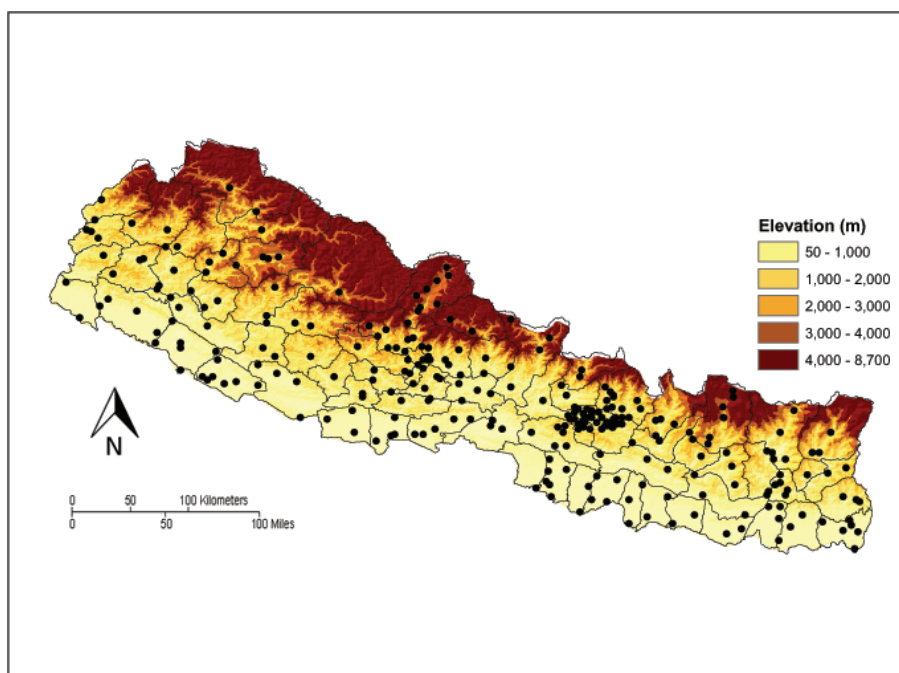 Elevation (m)
50 - 1,000
1,000 - 2,000
2,000 - 3,000
3,000 - 4,000
4,000 - 8,700
N
0 50 100 Kilometers
0 50 100 Miles